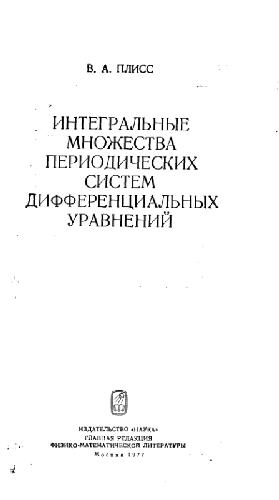 В. А. ПЛИСС
ИНТЕГРАЛЬНЫЕ
МНОЖЕСТВА
ПЕРИОДИЧЕСКИХ
СИСТЕМ
ДИФФЕРЕНЦИАЛЬНЫХ
УРАВНЕНИЙ
ИЗДАТЕЛЬСТВО «НАУКА»
ГЛАВНАЯ РЕДАКЦИЯ
ФИЗИКО-МАТЕМАТИЧЕСКОЙ ЛИТЕРАТУРЫ
Москва 1977